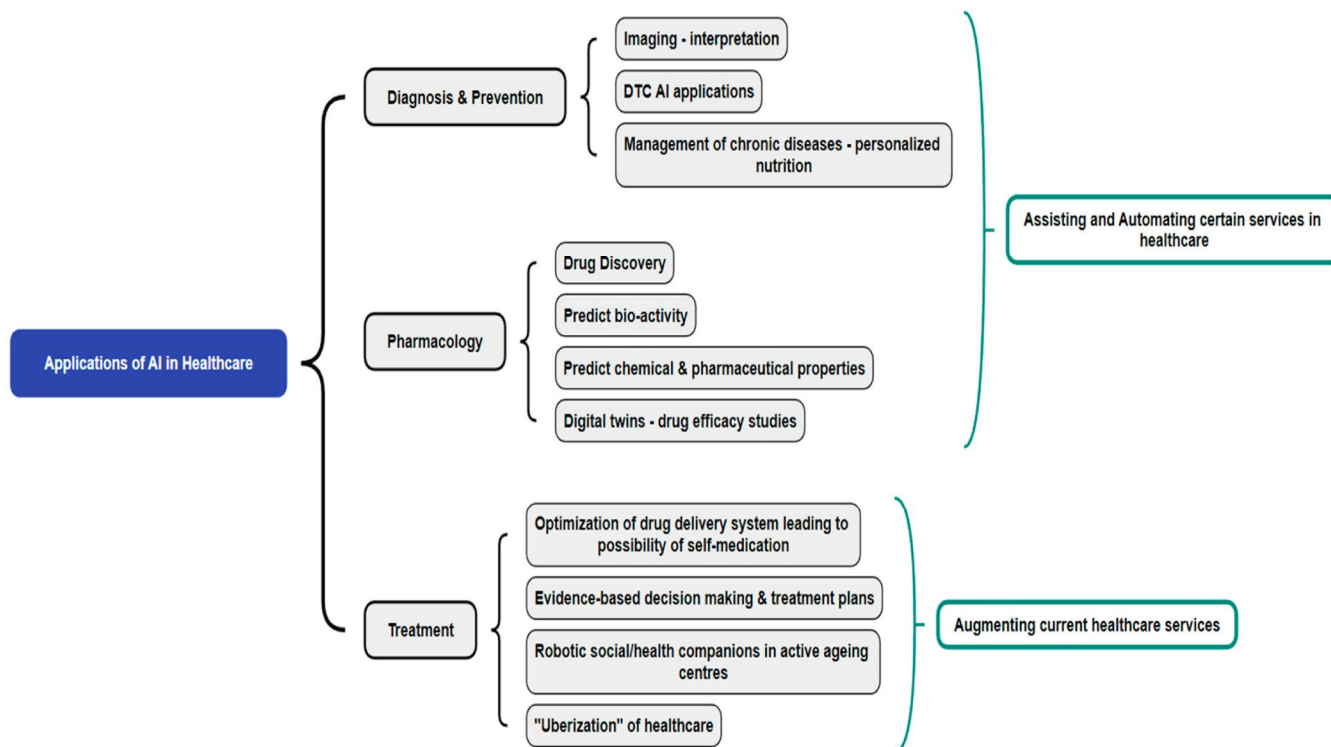 Imaging - interpretation
Diagnosis & Prevention
DTC AI applications
Management of chronic diseases - personalized
nutrition
Assisting and Automating certain services in
healthcare
Drug Discovery
Predict bio-activity
Pharmacology
Applications of AI in Healthcare
Predict chemical & pharmaceutical properties
Digital twins - drug efficacy studies
Optimization of drug delivery system leading to
possibility of self-medication
Evidence-based decision making & treatment plans
Treatment
Augmenting current healthcare services
Robotic social/health companions in active ageing
centres
"Uberization" of healthcare